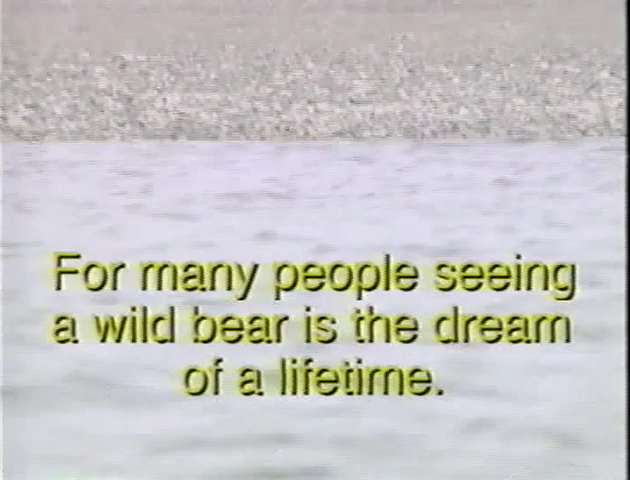 For many people seeing
a wild bear is the dream
of a lifetime.